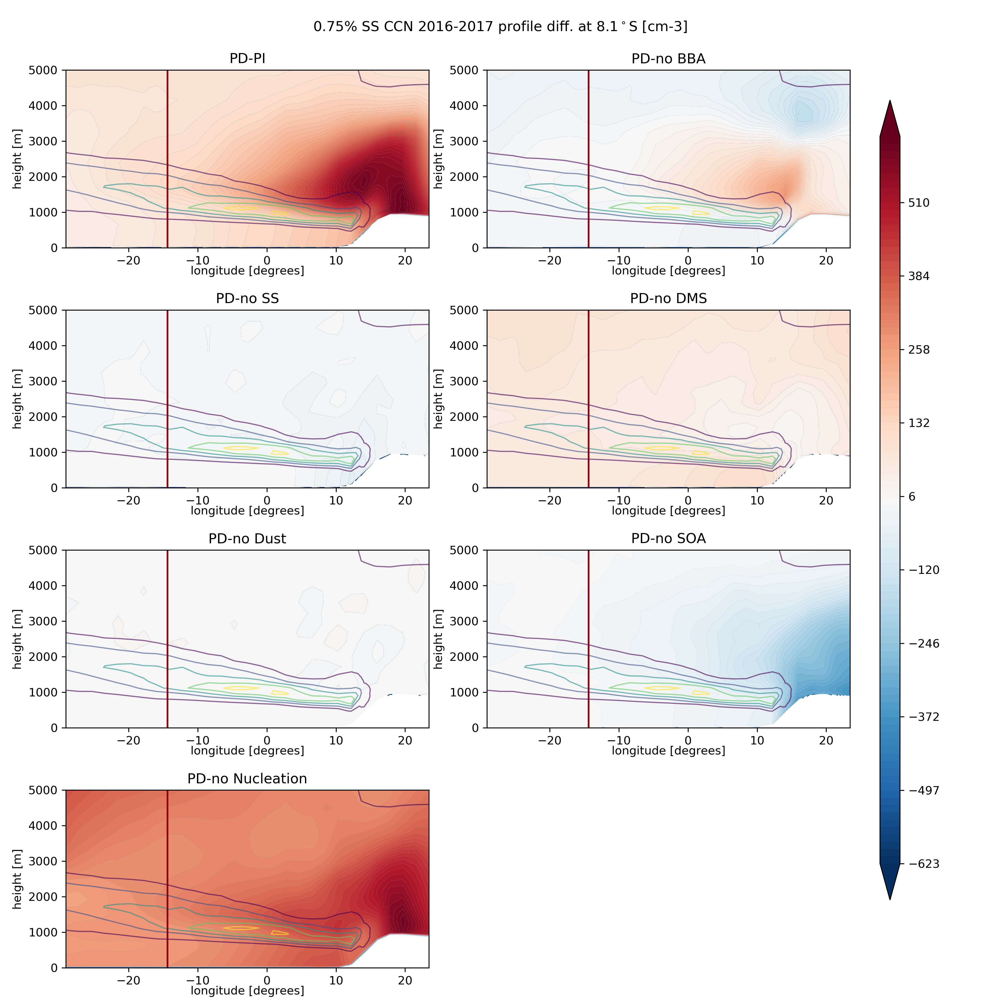 0.75% SS CCN 2016-2017 profile diff. at 8.1°S [cm-3]
PD-PI
5000
4000
3000
2000
1000
0
height [m]
−20 −10 0 10 20
longitude [degrees]
PD-no BBA
5000
4000
3000
2000
1000
0
height [m]
−20 −10 0 10 20
longitude [degrees]
PD-no SS
5000
4000
3000
2000
1000
0
height [m]
−20 −10 0 10 20
longitude [degrees]
PD-no DMS
5000
4000
3000
2000
1000
0
height [m]
−20 −10 0 10 20
longitude [degrees]
PD-no Dust
5000
4000
3000
2000
1000
0
height [m]
−20 −10 0 10 20
longitude [degrees]
PD-no SOA
5000
4000
3000
2000
1000
0
height [m]
−20 −10 0 10 20
longitude [degrees]
PD-no Nucleation
5000
4000
3000
2000
1000
0
height [m]
−20 −10 0 10 20
longitude [degrees]
510
384
258
132
6
−120
−246
−372
−497
−623